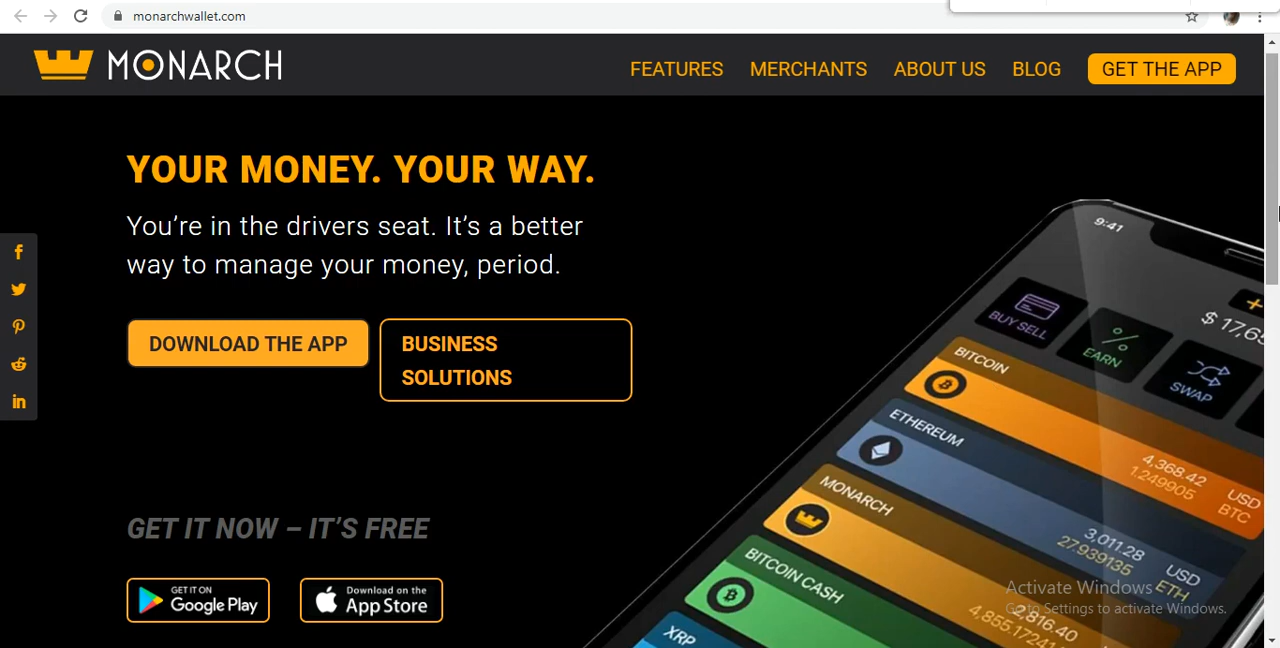 monarchwallet.com
MONARCH
FEATURES
MERCHANTS
ABOUT US
BLOG
GET THE APP
YOUR MONEY. YOUR WAY.
You're in the drivers seat. It's a better
way to manage your money, period.
DOWNLOAD THE APP
BUSINESS
SOLUTIONS
GET IT NOW – IT'S FREE
GET IT ON
Google Play
Download on the
App Store
9:41
BUY SELL
EARN
SWAP
BITCOIN
4,368.42 USD
1.249905 BTC
ETHEREUM
3,011.28 USD
27.939135 ETH
MONARCH
BITCOIN CASH
XRP
Activate Windows
Go to Settings to activate Windows.